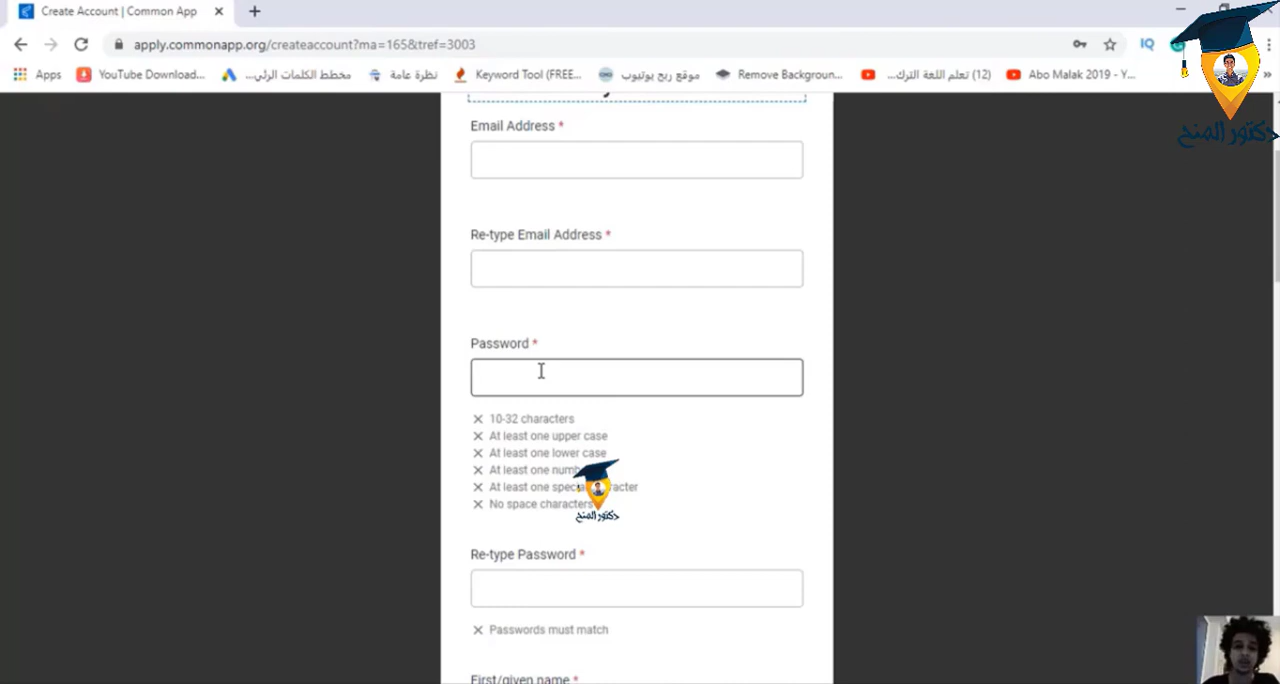 Create Account | Common App
apply.commonapp.org/createaccount?ma=165&tref=3003
IQ
Apps YouTube Download... مخطط الكلمات الرئي... نظرة عامة Keyword Tool (FREE... موقع ربح يوتيوب Remove Backgroun... (12) تعلم اللغة الترك... Abo Malak 2019 - Y...
دكتور المنح
Email Address *
Re-type Email Address *
Password *
10-32 characters
At least one upper case
At least one lower case
At least one
At least one
No space characters
دكتور المنح
Re-type Password *
Passwords must match
First/given name *